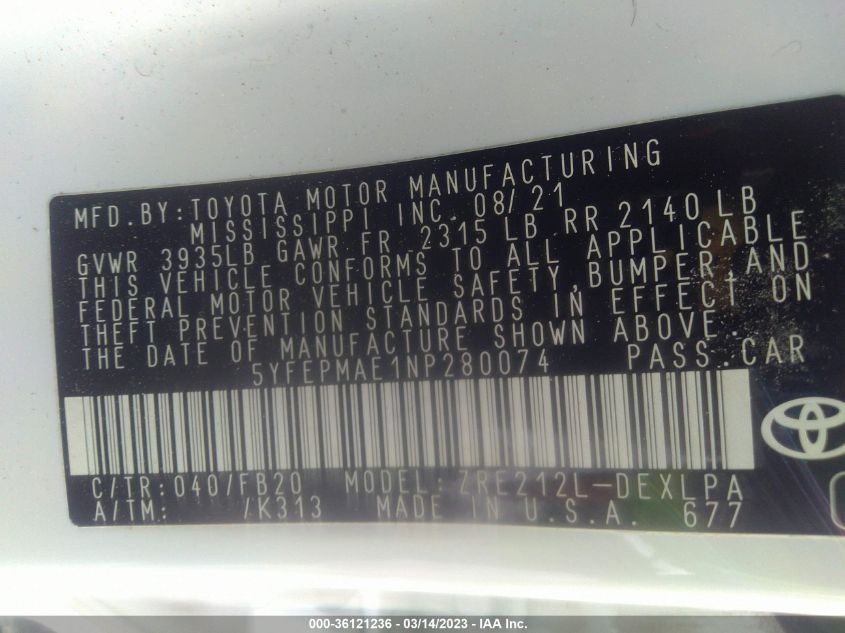 MFD.BY:TOYOTA MOTOR MANUFACTURING
MISSISSIPPI INC. 08/21
GVWR 3935LB GAWR FR 2315 LB RR 2140 LB
THIS VEHICLE CONFORMS TO ALL APPLICABLE
FEDERAL MOTOR VEHICLE SAFETY,BUMPER,AND
THEFT PREVENTION STANDARDS IN EFFECT ON
THE DATE OF MANUFACTURE SHOWN ABOVE.
5YFEPMAE1NP280074 PASS.CAR
C/TR:040/FB20 MODEL:ZRE212L-DEXLPA
A/TM: /K313 MADE IN U.S.A. 677
000-36121236 - 03/14/2023 - IAA Inc.